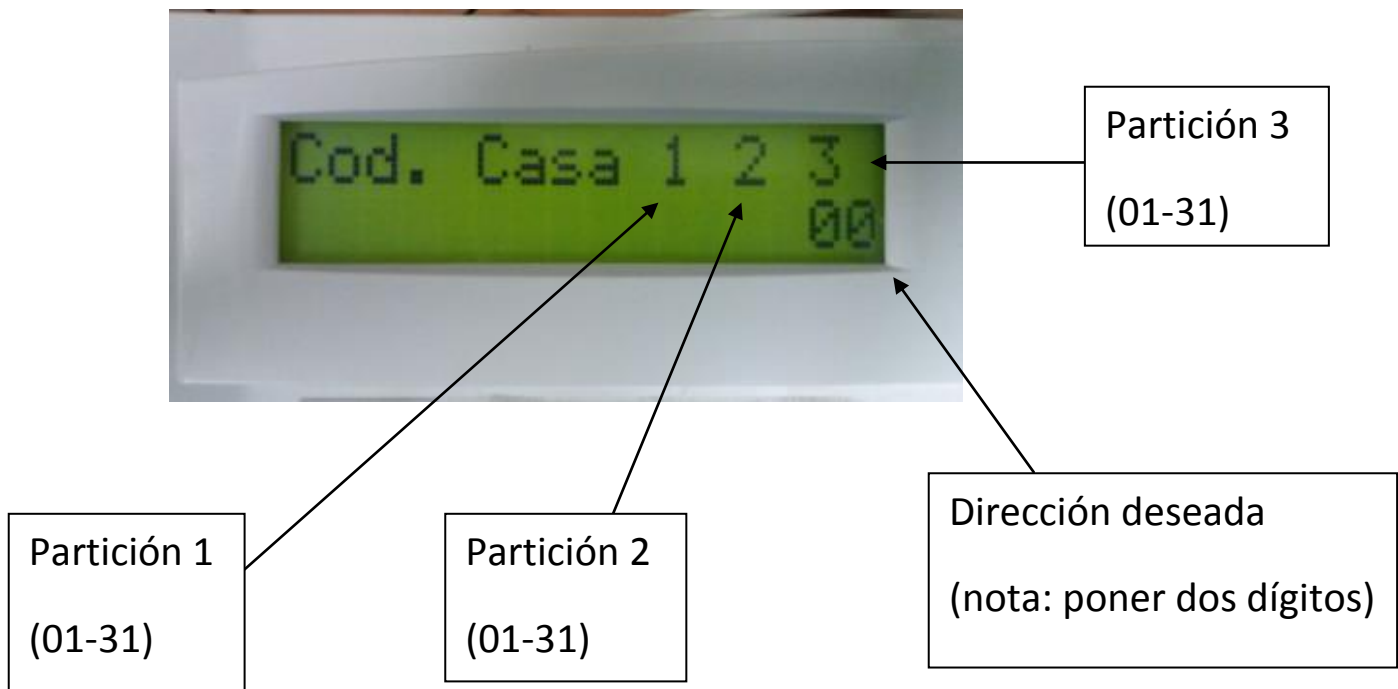 Cod. Casa 1 2 3
00
Partición 3
(01-31)
Partición 1
(01-31)
Partición 2
(01-31)
Dirección deseada
(nota: poner dos dígitos)